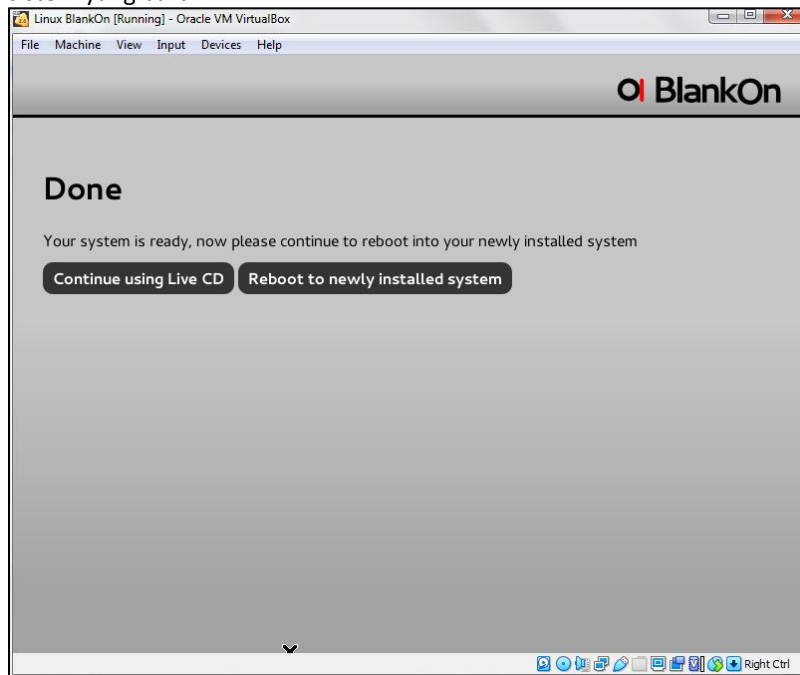 Linux BlankOn [Running] - Oracle VM VirtualBox
File Machine View Input Devices Help
BlankOn
Done
Your system is ready, now please continue to reboot into your newly installed system
Continue using Live CD Reboot to newly installed system
Right Ctrl